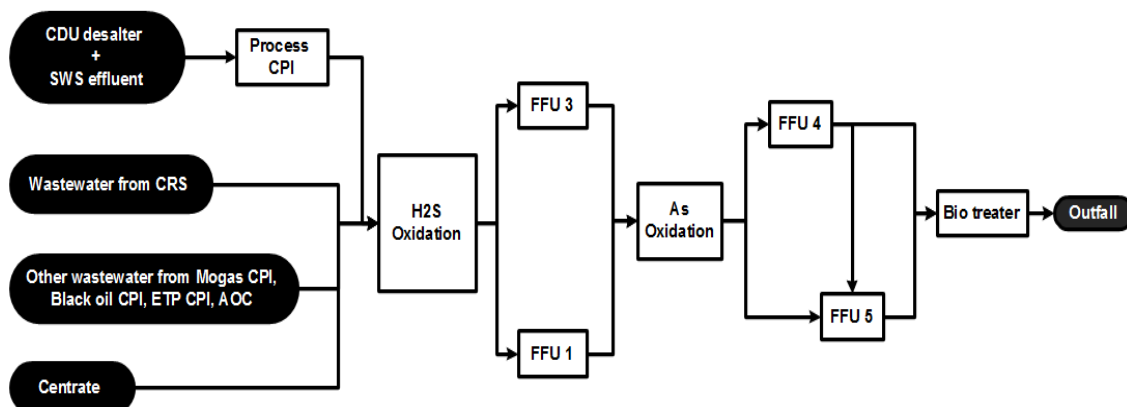 CDU desalter
+
SWS effluent
Process
CPI
Wastewater from CRS
Other wastewater from Mogas CPI,
Black oil CPI, ETP CPI, AOC
Centrate
H2S
Oxidation
FFU 3
FFU 1
As
Oxidation
FFU 4
FFU 5
Bio treater
Outfall